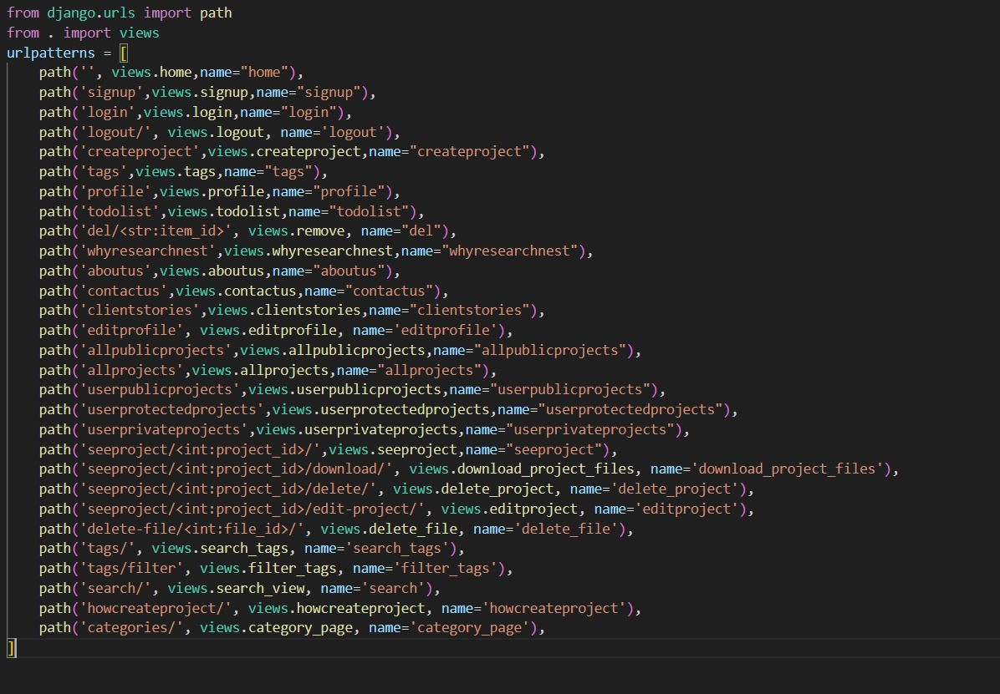 from django.urls import path
from . import views
urlpatterns = [
    path('', views.home,name="home"),
    path('signup',views.signup,name="signup"),
    path('login',views.login,name="login"),
    path('logout/', views.logout, name='logout'),
    path('createproject',views.createproject,name="createproject"),
    path('tags',views.tags,name="tags"),
    path('profile',views.profile,name="profile"),
    path('todolist',views.todolist,name="todolist"),
    path('del/<str:item_id>', views.remove, name="del"),
    path('whyresearchnest',views.whyresearchnest,name="whyresearchnest"),
    path('aboutus',views.aboutus,name="aboutus"),
    path('contactus',views.contactus,name="contactus"),
    path('clientstories',views.clientstories,name="clientstories"),
    path('editprofile', views.editprofile, name='editprofile'),
    path('allpublicprojects',views.allpublicprojects,name="allpublicprojects"),
    path('allprojects',views.allprojects,name="allprojects"),
    path('userpublicprojects',views.userpublicprojects,name="userpublicprojects"),
    path('userprotectedprojects',views.userprotectedprojects,name="userprotectedprojects"),
    path('userprivateprojects',views.userprivateprojects,name="userprivateprojects"),
    path('seeproject/<int:project_id>/',views.seeproject,name="seeproject"),
    path('seeproject/<int:project_id>/download/', views.download_project_files, name='download_project_files'),
    path('seeproject/<int:project_id>/delete/', views.delete_project, name='delete_project'),
    path('seeproject/<int:project_id>/edit-project/', views.editproject, name='editproject'),
    path('delete-file/<int:file_id>/', views.delete_file, name='delete_file'),
    path('tags/', views.search_tags, name='search_tags'),
    path('tags/filter', views.filter_tags, name='filter_tags'),
    path('search/', views.search_view, name='search'),
    path('howcreateproject/', views.howcreateproject, name='howcreateproject'),
    path('categories/', views.category_page, name='category_page'),
]